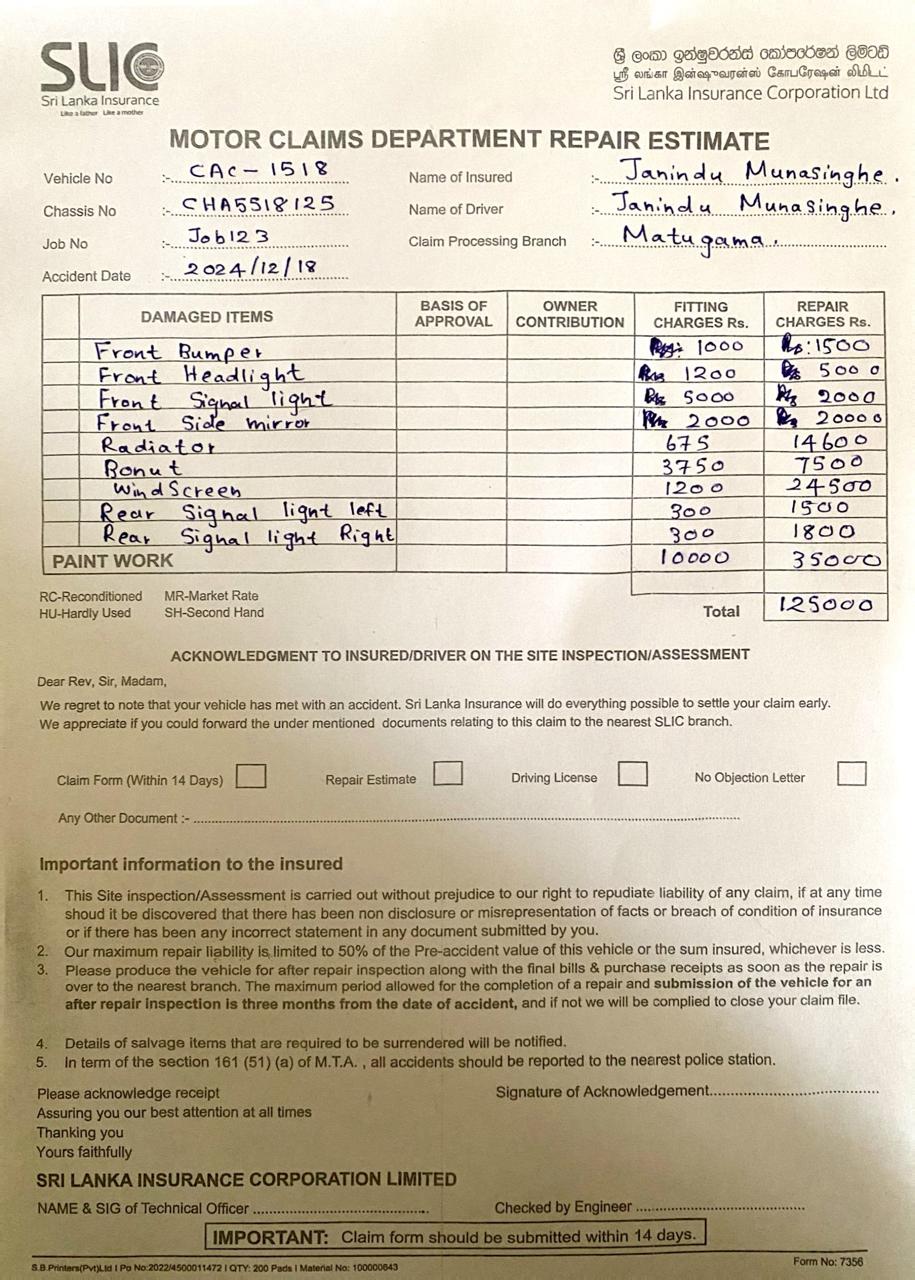 SLIC
Sri Lanka Insurance
Like a father Like a mother
ශ්‍රී ලංකා ඉන්ෂුවරන්ස් කෝපරේෂන් ලිමිටඩ්
ஸ்ரீ லங்கா இன்ஷுவரன்ஸ் கோபரேஷன் லிமிடட்
Sri Lanka Insurance Corporation Ltd
MOTOR CLAIMS DEPARTMENT REPAIR ESTIMATE
Vehicle No :- CAC - 1518 Name of Insured :- Janindu Munasinghe.
Chassis No :- CHA5518125 Name of Driver :- Janindu Munasinghe.
Job No :- Job123 Claim Processing Branch :- Matugama.
Accident Date :- 2024/12/18
DAMAGED ITEMS BASIS OF APPROVAL OWNER CONTRIBUTION FITTING CHARGES Rs. REPAIR CHARGES Rs.
Front Bumper 1000 Rs: 1500
Front Headlight 1200 5000
Front Signal light 5000 2000
Front Side mirror 2000 20000
Radiator 675 14600
Bonut 3750 7500
WindScreen 1200 24500
Rear Signal light left 300 1500
Rear Signal light Right 300 1800
PAINT WORK 10000 35000
RC-Reconditioned MR-Market Rate
HU-Hardly Used SH-Second Hand
Total 125000
ACKNOWLEDGMENT TO INSURED/DRIVER ON THE SITE INSPECTION/ASSESSMENT
Dear Rev, Sir, Madam,
We regret to note that your vehicle has met with an accident. Sri Lanka Insurance will do everything possible to settle your claim early.
We appreciate if you could forward the under mentioned documents relating to this claim to the nearest SLIC branch.
Claim Form (Within 14 Days) Repair Estimate Driving License No Objection Letter
Any Other Document :-
Important information to the insured
1. This Site inspection/Assessment is carried out without prejudice to our right to repudiate liability of any claim, if at any time
shoud it be discovered that there has been non disclosure or misrepresentation of facts or breach of condition of insurance
or if there has been any incorrect statement in any document submitted by you.
2. Our maximum repair liability is limited to 50% of the Pre-accident value of this vehicle or the sum insured, whichever is less.
3. Please produce the vehicle for after repair inspection along with the final bills & purchase receipts as soon as the repair is
over to the nearest branch. The maximum period allowed for the completion of a repair and submission of the vehicle for an
after repair inspection is three months from the date of accident, and if not we will be complied to close your claim file.
4. Details of salvage items that are required to be surrendered will be notified.
5. In term of the section 161 (51) (a) of M.T.A. , all accidents should be reported to the nearest police station.
Please acknowledge receipt Signature of Acknowledgement
Assuring you our best attention at all times
Thanking you
Yours faithfully
SRI LANKA INSURANCE CORPORATION LIMITED
NAME & SIG of Technical Officer Checked by Engineer
IMPORTANT: Claim form should be submitted within 14 days.
S.B.Printers(Pvt)Ltd I Po No:2022/4500011472 I QTY: 200 Pads I Material No: 100000643 Form No: 7356